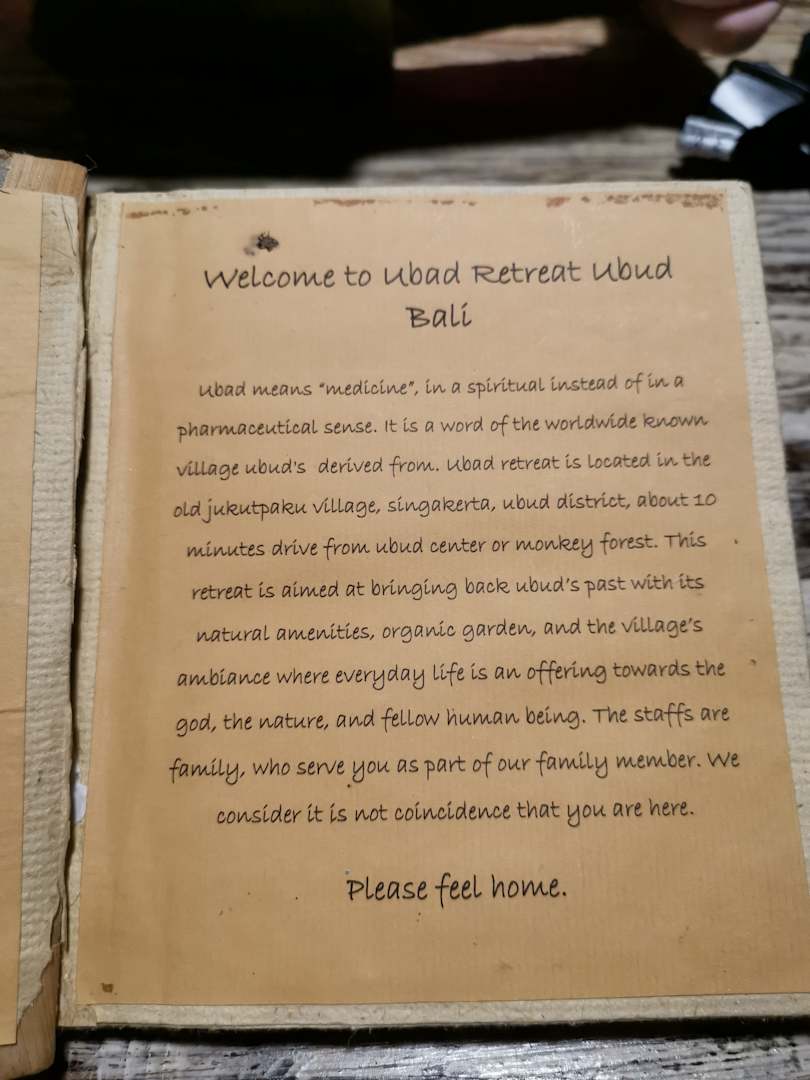 Welcome to Ubad Retreat Ubud
Bali
Ubad means "medicine", in a spiritual instead of in a
pharmaceutical sense. It is a word of the worldwide known
village ubud's derived from. Ubad retreat is located in the
old jukutpaku village, singakerta, ubud district, about 10
minutes drive from ubud center or monkey forest. This
retreat is aimed at bringing back ubud's past with its
natural amenities, organic garden, and the village's
ambiance where everyday life is an offering towards the
god, the nature, and fellow human being. The staffs are
family, who serve you as part of our family member. We
consider it is not coincidence that you are here.
Please feel home.